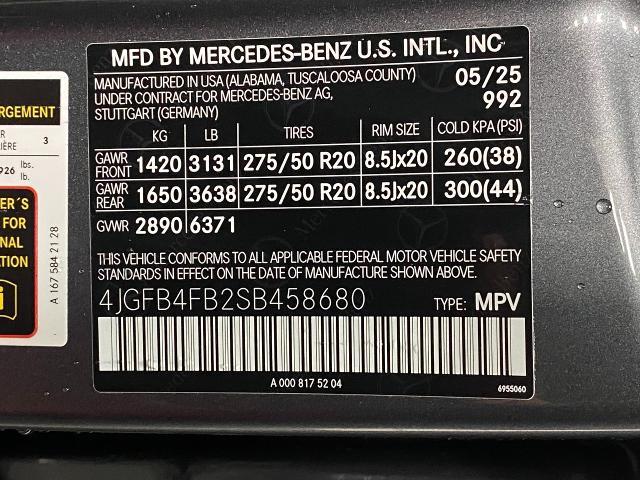 MFD BY MERCEDES-BENZ U.S. INTL., INC
MANUFACTURED IN USA (ALABAMA, TUSCALOOSA COUNTY) 05/25
UNDER CONTRACT FOR MERCEDES-BENZ AG, 992
STUTTGART (GERMANY)
KG LB TIRES RIM SIZE COLD KPA (PSI)
GAWR FRONT 1420 3131 275/50 R20 8.5Jx20 260(38)
GAWR REAR 1650 3638 275/50 R20 8.5Jx20 300(44)
GVWR 2890 6371
THIS VEHICLE CONFORMS TO ALL APPLICABLE FEDERAL MOTOR VEHICLE SAFETY
STANDARDS IN EFFECT ON THE DATE OF MANUFACTURE SHOWN ABOVE.
4JGFB4FB2SB458680 TYPE: MPV
A 000 817 52 04 6955060
3
926 lbs.
lb.
FOR
A 167 584 21 28